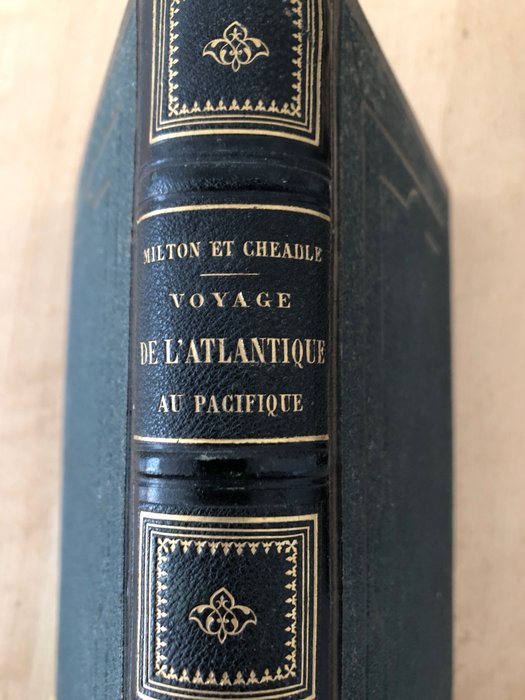 MILTON ET CHEADLE
VOYAGE
DE L'ATLANTIQUE
AU PACIFIQUE